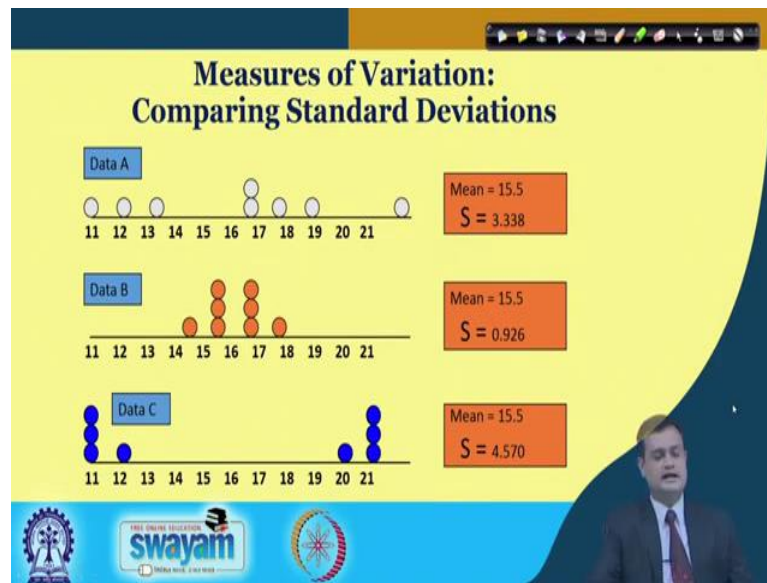 Measures of Variation:
Comparing Standard Deviations
Data A
11 12 13 14 15 16 17 18 19 20 21
Mean = 15.5
S = 3.338
Data B
11 12 13 14 15 16 17 18 19 20 21
Mean = 15.5
S = 0.926
Data C
11 12 13 14 15 16 17 18 19 20 21
Mean = 15.5
S = 4.570
FREE ONLINE EDUCATION
swayam